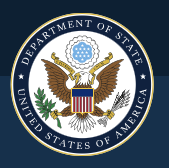 DEPARTMENT OF STATE
UNITED STATES OF AMERICA